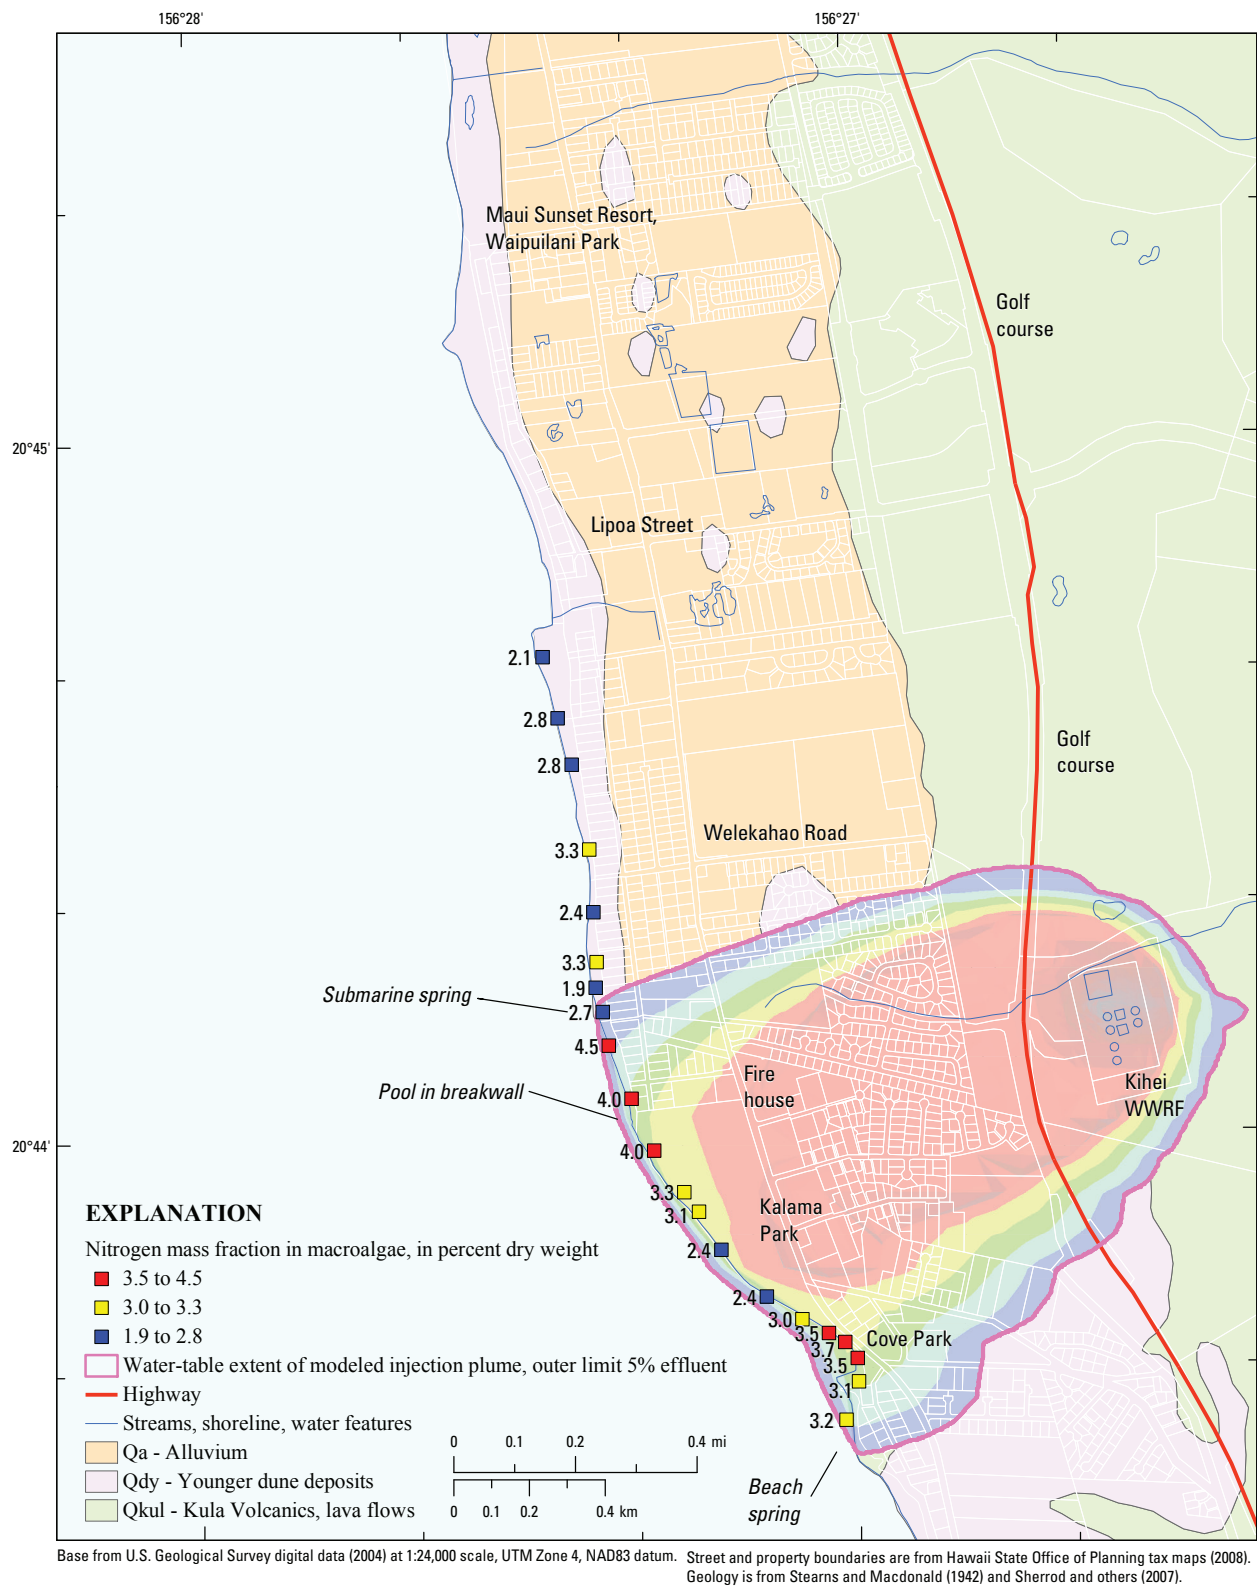 156°28'
156°27'
Maui Sunset Resort,
Waipuilani Park
Golf
course
20°45'
Lipoa Street
2.1
2.8
Golf
course
2.8
Welekahao Road
3.3
2.4
3.3
1.9
Submarine spring
2.7
4.5
Fire
house
Kihei
WWRF
Pool in breakwall
4.0
20°44'
4.0
3.3
3.1
Kalama
Park
2.4
2.4
3.0
3.5
3.7
Cove Park
3.5
3.1
3.2
Beach
spring
EXPLANATION
Nitrogen mass fraction in macroalgae, in percent dry weight
3.5 to 4.5
3.0 to 3.3
1.9 to 2.8
Water-table extent of modeled injection plume, outer limit 5% effluent
Highway
Streams, shoreline, water features
Qa - Alluvium
Qdy - Younger dune deposits
Qkul - Kula Volcanics, lava flows
0 0.1 0.2 0.4 mi
0 0.1 0.2 0.4 km
Base from U.S. Geological Survey digital data (2004) at 1:24,000 scale, UTM Zone 4, NAD83 datum.
Street and property boundaries are from Hawaii State Office of Planning tax maps (2008).
Geology is from Stearns and Macdonald (1942) and Sherrod and others (2007).